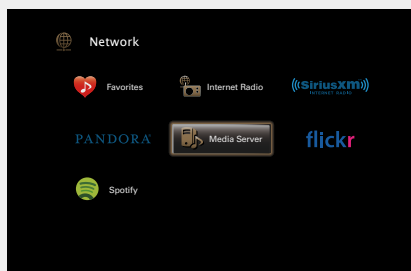 Network
Favorites
Internet Radio
((SiriusXM))
INTERNET RADIO
PANDORA
Media Server
flickr
Spotify